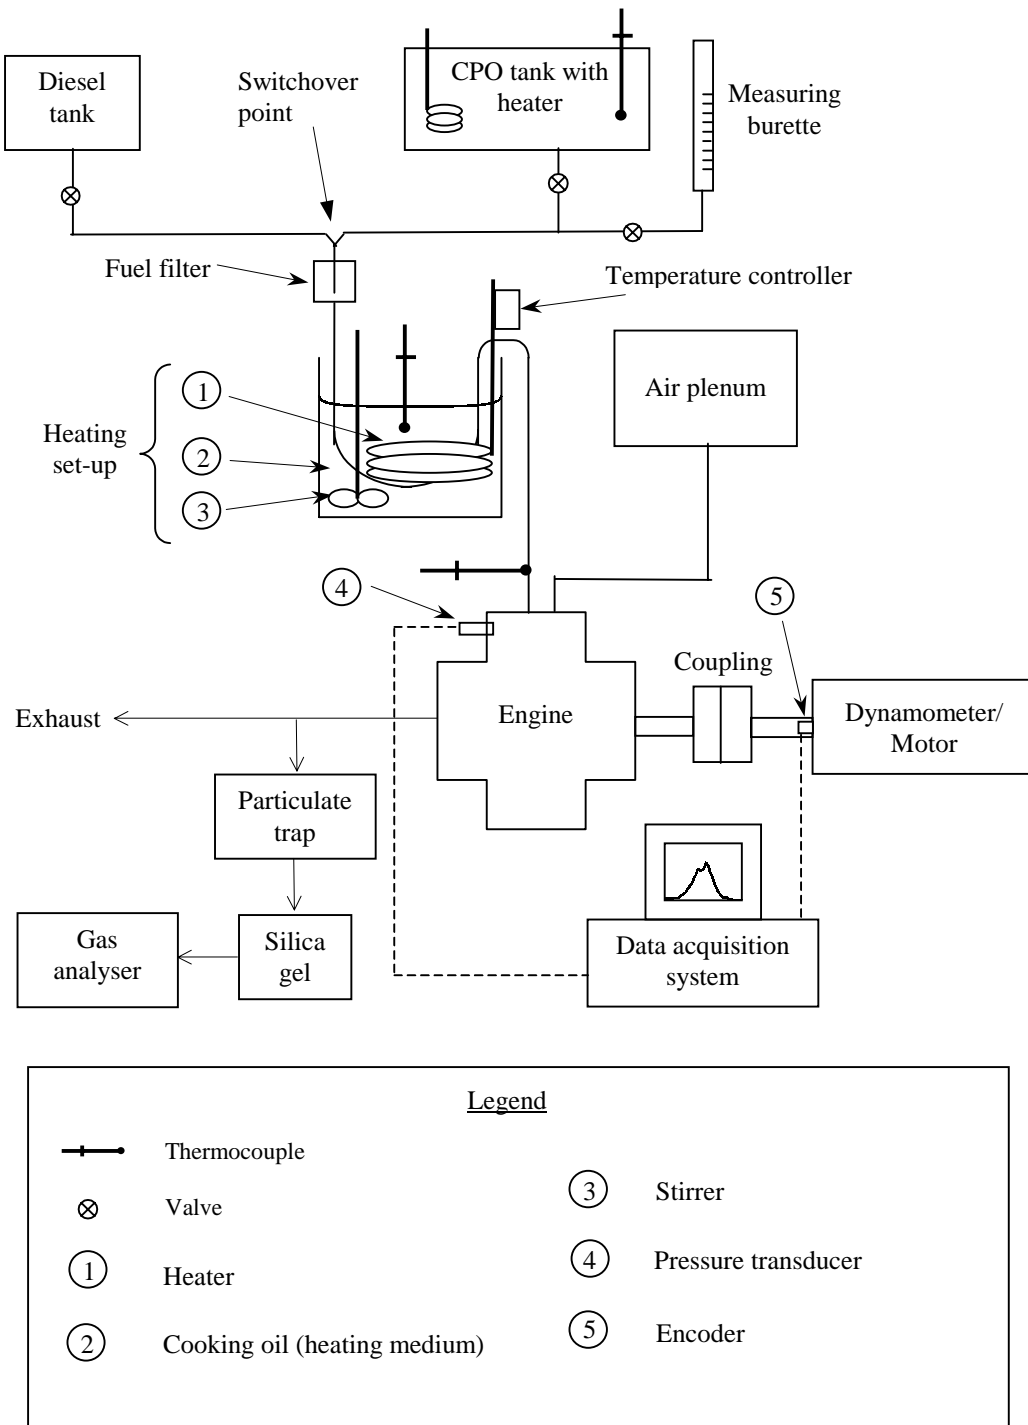 Diesel
tank
Switchover
point
CPO tank with
heater
Measuring
burette
Fuel filter
Temperature controller
Heating
set-up
1
2
3
Air plenum
4
5
Coupling
Exhaust
Engine
Dynamometer/
Motor
Particulate
trap
Gas
analyser
Silica
gel
Data acquisition
system
Legend
Thermocouple
Valve
1 Heater
2 Cooking oil (heating medium)
3 Stirrer
4 Pressure transducer
5 Encoder